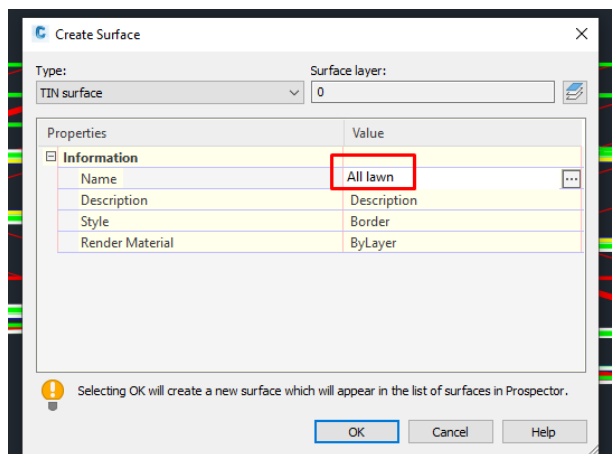 Create Surface
Type:
Surface layer:
TIN surface
0
Properties
Value
Information
Name
All lawn
...
Description
Description
Style
Border
Render Material
ByLayer
Selecting OK will create a new surface which will appear in the list of surfaces in Prospector.
OK
Cancel
Help